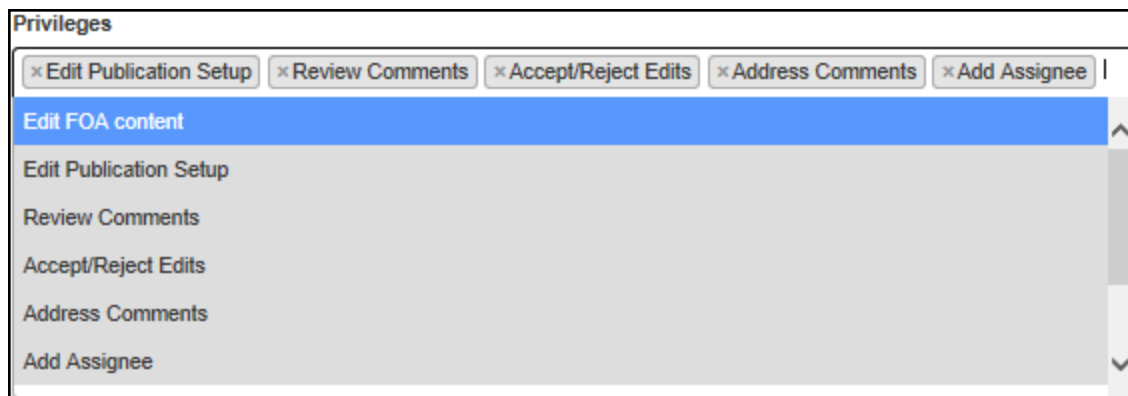 Privileges
×Edit Publication Setup ×Review Comments ×Accept/Reject Edits ×Address Comments ×Add Assignee
Edit FOA content
Edit Publication Setup
Review Comments
Accept/Reject Edits
Address Comments
Add Assignee